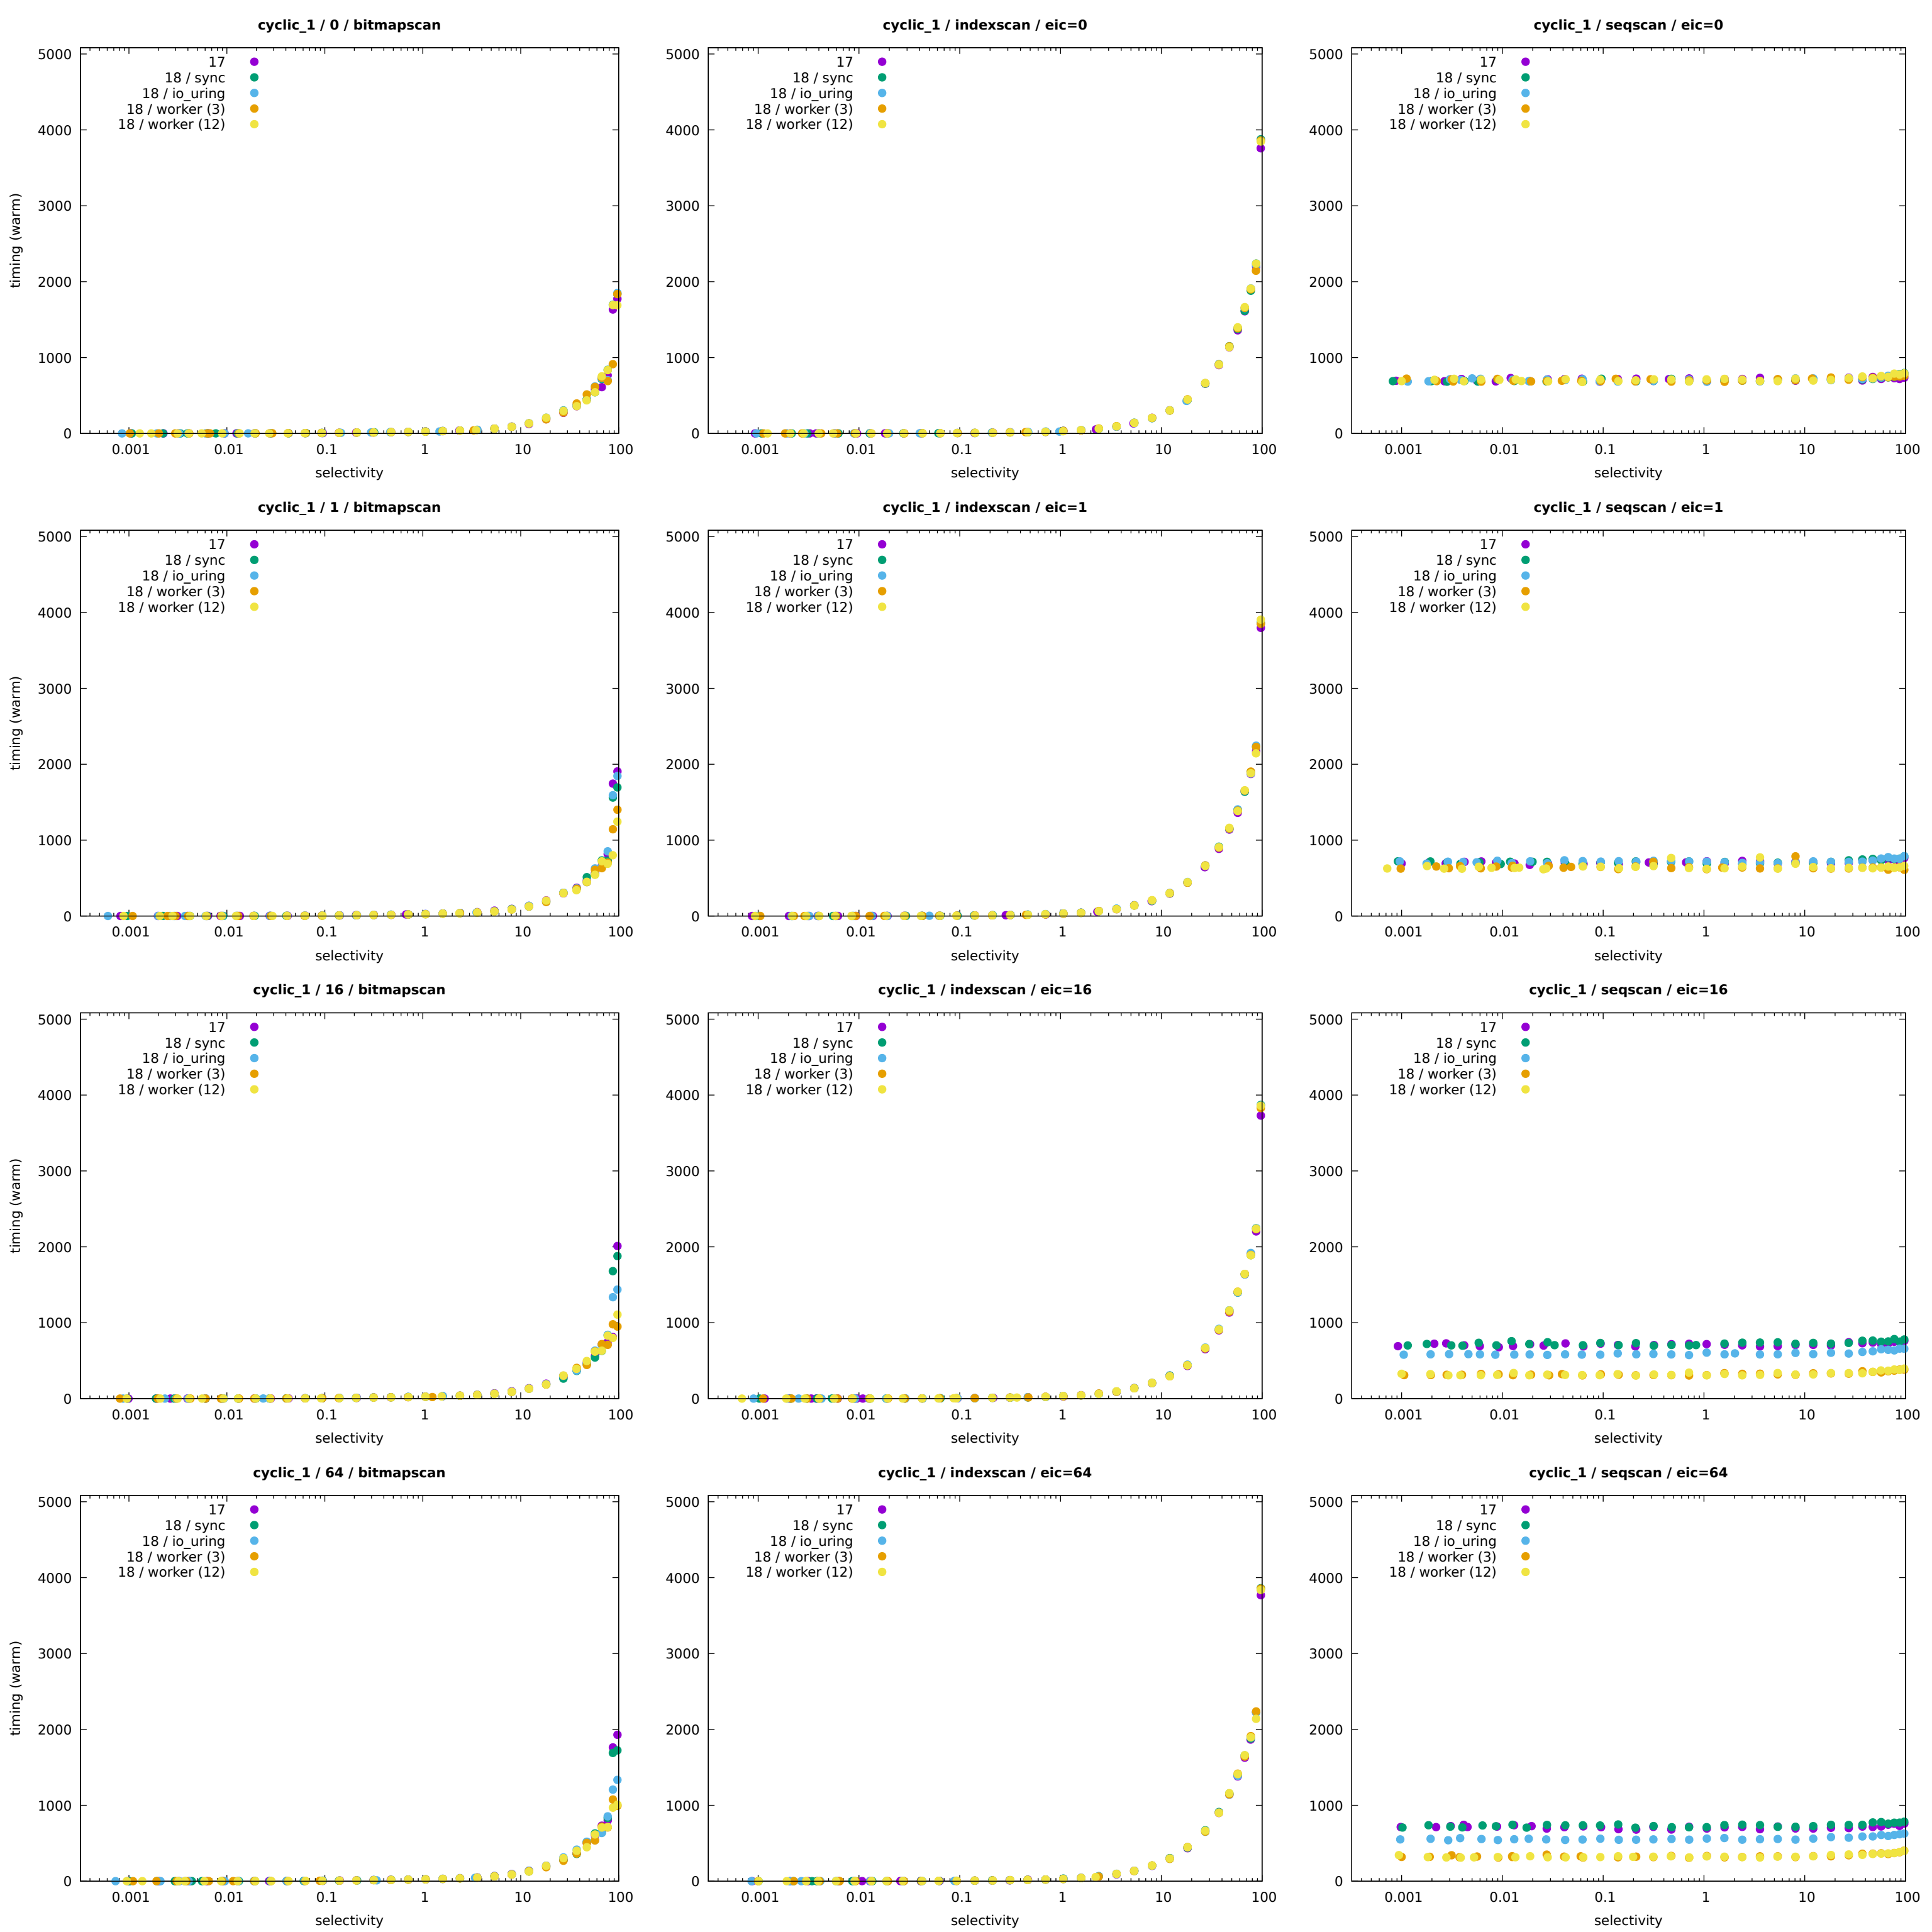 cyclic_1 / 0 / bitmapscan
5000
4000
3000
2000
1000
0
timing (warm)
17
18 / sync
18 / io_uring
18 / worker (3)
18 / worker (12)
0.001 0.01 0.1 1 10 100
selectivity
cyclic_1 / indexscan / eic=0
5000
4000
3000
2000
1000
0
17
18 / sync
18 / io_uring
18 / worker (3)
18 / worker (12)
0.001 0.01 0.1 1 10 100
selectivity
cyclic_1 / seqscan / eic=0
5000
4000
3000
2000
1000
0
17
18 / sync
18 / io_uring
18 / worker (3)
18 / worker (12)
0.001 0.01 0.1 1 10 100
selectivity
cyclic_1 / 1 / bitmapscan
5000
4000
3000
2000
1000
0
timing (warm)
17
18 / sync
18 / io_uring
18 / worker (3)
18 / worker (12)
0.001 0.01 0.1 1 10 100
selectivity
cyclic_1 / indexscan / eic=1
5000
4000
3000
2000
1000
0
17
18 / sync
18 / io_uring
18 / worker (3)
18 / worker (12)
0.001 0.01 0.1 1 10 100
selectivity
cyclic_1 / seqscan / eic=1
5000
4000
3000
2000
1000
0
17
18 / sync
18 / io_uring
18 / worker (3)
18 / worker (12)
0.001 0.01 0.1 1 10 100
selectivity
cyclic_1 / 16 / bitmapscan
5000
4000
3000
2000
1000
0
timing (warm)
17
18 / sync
18 / io_uring
18 / worker (3)
18 / worker (12)
0.001 0.01 0.1 1 10 100
selectivity
cyclic_1 / indexscan / eic=16
5000
4000
3000
2000
1000
0
17
18 / sync
18 / io_uring
18 / worker (3)
18 / worker (12)
0.001 0.01 0.1 1 10 100
selectivity
cyclic_1 / seqscan / eic=16
5000
4000
3000
2000
1000
0
17
18 / sync
18 / io_uring
18 / worker (3)
18 / worker (12)
0.001 0.01 0.1 1 10 100
selectivity
cyclic_1 / 64 / bitmapscan
5000
4000
3000
2000
1000
0
timing (warm)
17
18 / sync
18 / io_uring
18 / worker (3)
18 / worker (12)
0.001 0.01 0.1 1 10 100
selectivity
cyclic_1 / indexscan / eic=64
5000
4000
3000
2000
1000
0
17
18 / sync
18 / io_uring
18 / worker (3)
18 / worker (12)
0.001 0.01 0.1 1 10 100
selectivity
cyclic_1 / seqscan / eic=64
5000
4000
3000
2000
1000
0
17
18 / sync
18 / io_uring
18 / worker (3)
18 / worker (12)
0.001 0.01 0.1 1 10 100
selectivity